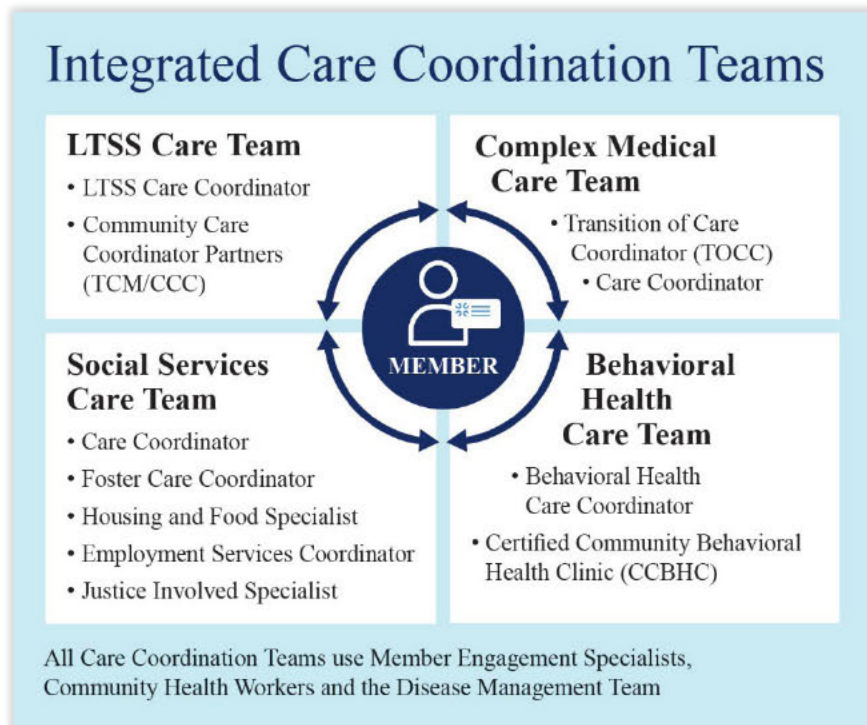 Integrated Care Coordination Teams
LTSS Care Team
• LTSS Care Coordinator
• Community Care
Coordinator Partners
(TCM/CCC)
Complex Medical
Care Team
• Transition of Care
Coordinator (TOCC)
• Care Coordinator
MEMBER
Social Services
Care Team
• Care Coordinator
• Foster Care Coordinator
• Housing and Food Specialist
• Employment Services Coordinator
• Justice Involved Specialist
Behavioral
Health
Care Team
• Behavioral Health
Care Coordinator
• Certified Community Behavioral
Health Clinic (CCBHC)
All Care Coordination Teams use Member Engagement Specialists,
Community Health Workers and the Disease Management Team